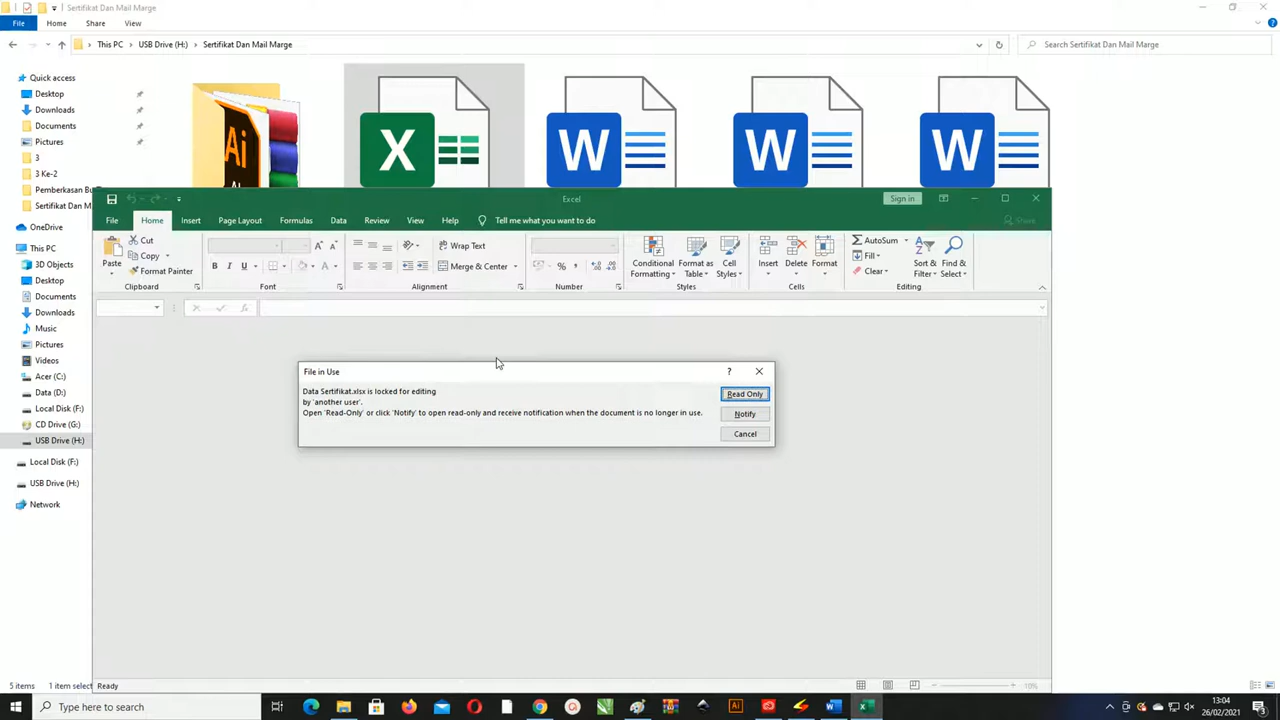 Sertifikat Dan Mail Marge
File Home Share View
This PC › USB Drive (H:) › Sertifikat Dan Mail Marge
Search Sertifikat Dan Mail Marge
Quick access
Desktop
Downloads
Documents
Pictures
3
3 Ke-2
Pemberkasan Bu
Sertifikat Dan M
OneDrive
This PC
3D Objects
Desktop
Documents
Downloads
Music
Pictures
Videos
Acer (C:)
Data (D:)
Local Disk (F:)
CD Drive (G:)
USB Drive (H:)
Local Disk (F:)
USB Drive (H:)
Network
5 items 1 item select
Ai
X
W
W
W
Excel
Sign in
File Home Insert Page Layout Formulas Data Review View Help Tell me what you want to do Share
Paste
Cut
Copy
Format Painter
Clipboard
B I U
Font
Wrap Text
Merge & Center
Alignment
Number
Conditional Formatting
Format as Table
Cell Styles
Styles
Insert
Delete
Format
Cells
AutoSum
Fill
Clear
Sort & Filter
Find & Select
Editing
File in Use
Data Sertifikat.xlsx is locked for editing
by 'another user'.
Open 'Read-Only' or click 'Notify' to open read-only and receive notification when the document is no longer in use.
Read Only
Notify
Cancel
Ready
10%
Type here to search
13:04
26/02/2021